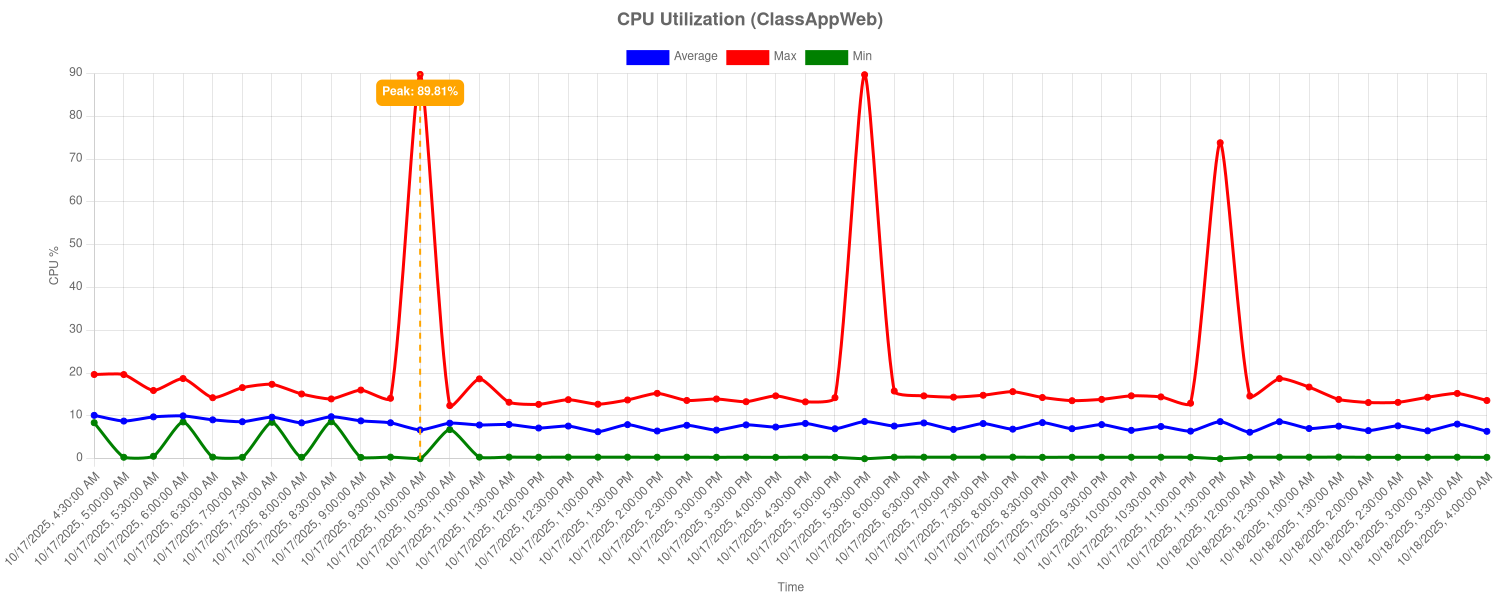 CPU Utilization (ClassAppWeb)
Average Max Min
90
Peak: 89.81%
80
70
60
50
CPU %
40
30
20
10
0
10/17/2025, 4:30:00 AM
10/17/2025, 5:00:00 AM
10/17/2025, 5:30:00 AM
10/17/2025, 6:00:00 AM
10/17/2025, 6:30:00 AM
10/17/2025, 7:00:00 AM
10/17/2025, 7:30:00 AM
10/17/2025, 8:00:00 AM
10/17/2025, 8:30:00 AM
10/17/2025, 9:00:00 AM
10/17/2025, 9:30:00 AM
10/17/2025, 10:00:00 AM
10/17/2025, 10:30:00 AM
10/17/2025, 11:00:00 AM
10/17/2025, 11:30:00 AM
10/17/2025, 12:00:00 PM
10/17/2025, 12:30:00 PM
10/17/2025, 1:00:00 PM
10/17/2025, 1:30:00 PM
10/17/2025, 2:00:00 PM
10/17/2025, 2:30:00 PM
10/17/2025, 3:00:00 PM
10/17/2025, 3:30:00 PM
10/17/2025, 4:00:00 PM
10/17/2025, 4:30:00 PM
10/17/2025, 5:00:00 PM
10/17/2025, 5:30:00 PM
10/17/2025, 6:00:00 PM
10/17/2025, 6:30:00 PM
10/17/2025, 7:00:00 PM
10/17/2025, 7:30:00 PM
10/17/2025, 8:00:00 PM
10/17/2025, 8:30:00 PM
10/17/2025, 9:00:00 PM
10/17/2025, 9:30:00 PM
10/17/2025, 10:00:00 PM
10/17/2025, 10:30:00 PM
10/17/2025, 11:00:00 PM
10/17/2025, 11:30:00 PM
10/18/2025, 12:00:00 AM
10/18/2025, 12:30:00 AM
10/18/2025, 1:00:00 AM
10/18/2025, 1:30:00 AM
10/18/2025, 2:00:00 AM
10/18/2025, 2:30:00 AM
10/18/2025, 3:00:00 AM
10/18/2025, 3:30:00 AM
10/18/2025, 4:00:00 AM
Time